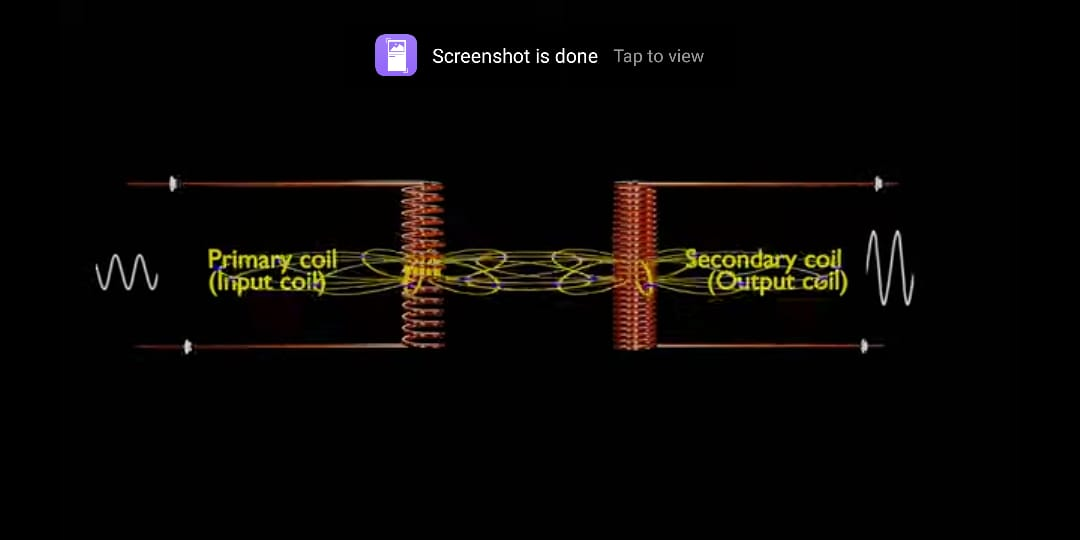 Screenshot is done Tap to view
Primary coil
(Input coil)
Secondary coil
(Output coil)